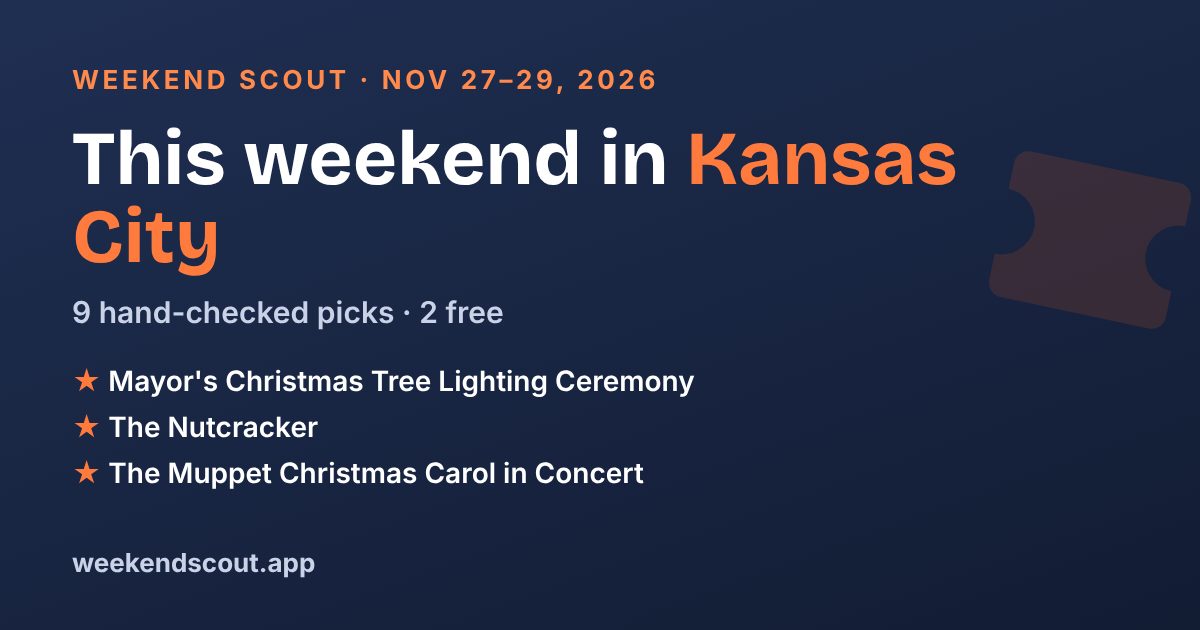 WEEKEND SCOUT · NOV 27–29, 2026
This weekend in Kansas
City
9 hand-checked picks · 2 free
★ Mayor's Christmas Tree Lighting Ceremony
★ The Nutcracker
★ The Muppet Christmas Carol in Concert
weekendscout.app